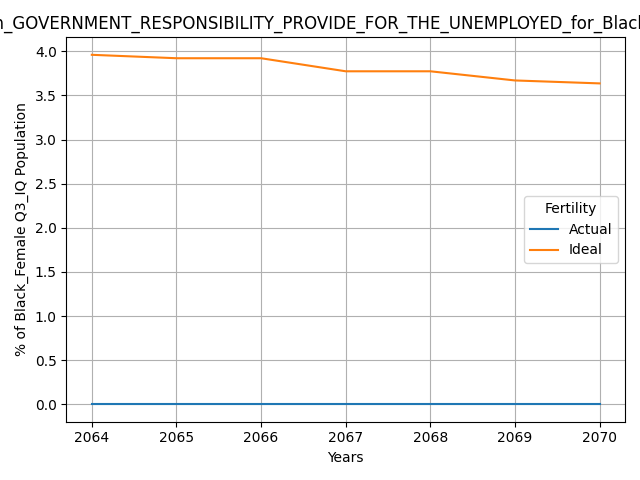 GOVERNMENT_RESPONSIBILITY_PROVIDE_FOR_THE_UNEMPLOYED_for_Black
4.0
3.5
3.0
2.5
2.0
1.5
1.0
0.5
0.0
% of Black_Female Q3_IQ Population
Fertility
Actual
Ideal
2064 2065 2066 2067 2068 2069 2070
Years